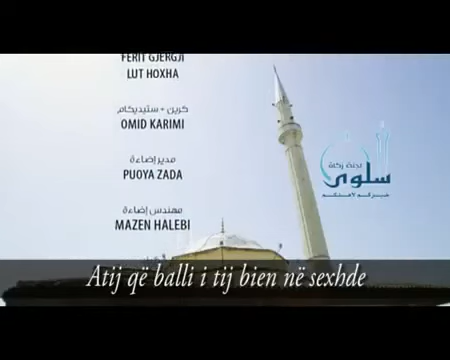 FERIT GJERGJI
LUT HOXHA
كرين + ستيديكام
OMID KARIMI
مدير إضاءة
PUOYA ZADA
مهندس إضاءة
MAZEN HALEBI
سلوى
Atij që balli i tij bien në sexhde